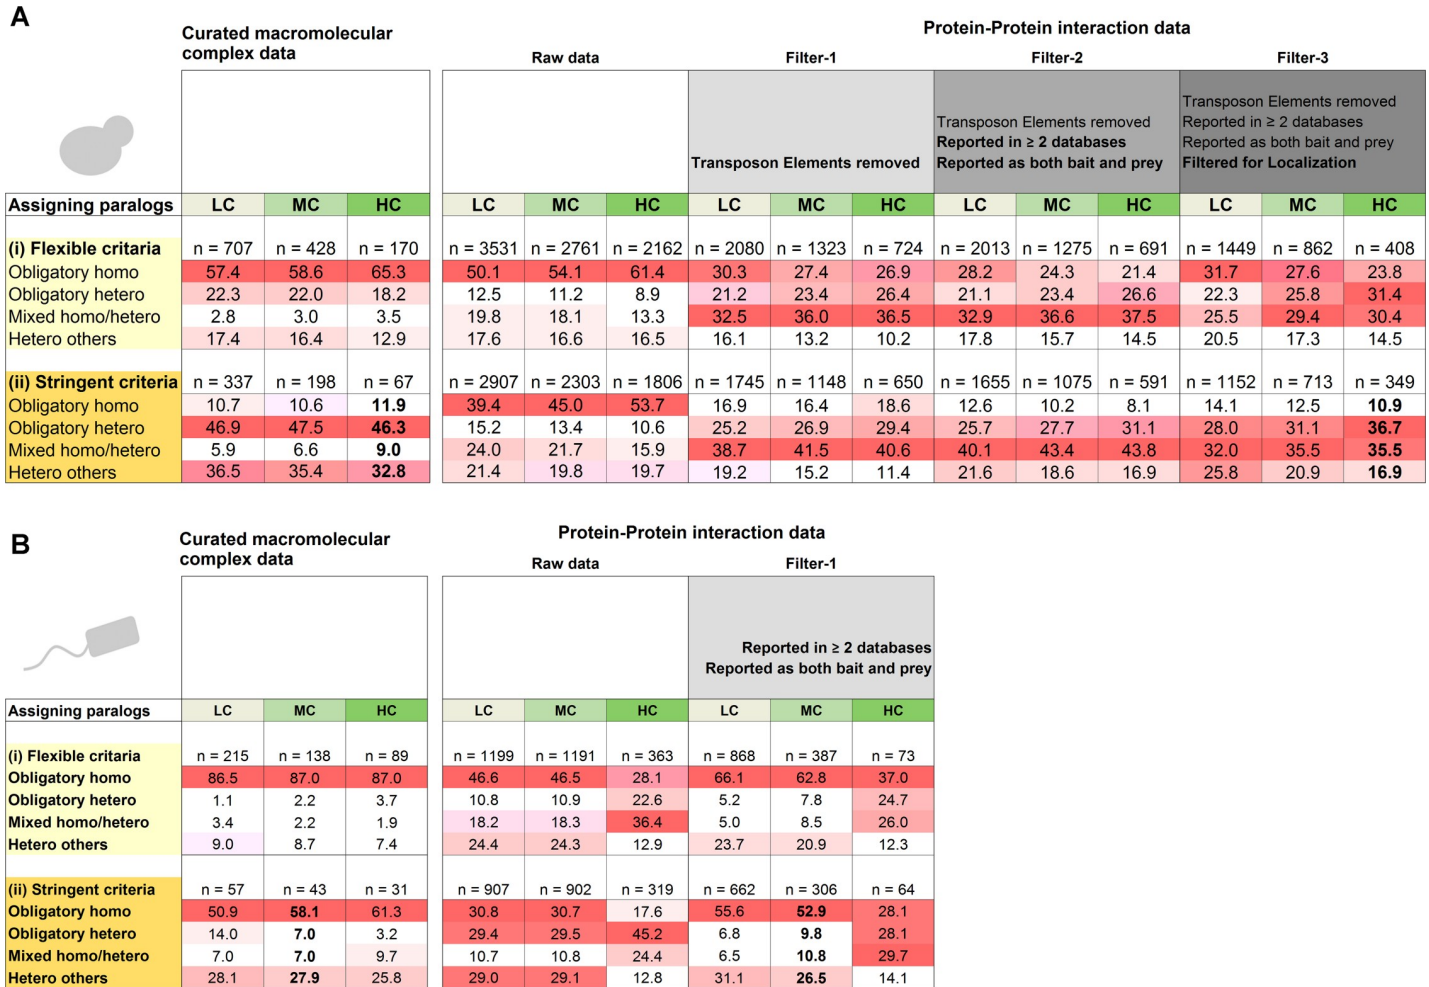 A
Curated macromolecular
complex data
Protein-Protein interaction data
Raw data Filter-1 Filter-2 Filter-3
Transposon Elements removed
Transposon Elements removed
Reported in ≥ 2 databases
Reported as both bait and prey
Transposon Elements removed
Reported in ≥ 2 databases
Reported as both bait and prey
Filtered for Localization
Assigning paralogs LC MC HC LC MC HC LC MC HC LC MC HC LC MC HC
(i) Flexible critaria n = 707 n = 428 n = 170 n = 3531 n = 2761 n = 2162 n = 2080 n = 1323 n = 724 n = 2013 n = 1275 n = 691 n = 1449 n = 862 n = 408
Obligatory homo 57.4 58.6 65.3 50.1 54.1 61.4 30.3 27.4 26.9 28.2 24.3 21.4 31.7 27.6 23.8
Obligatory hetero 22.3 22.0 18.2 12.5 11.2 8.9 21.2 23.4 26.4 21.1 23.4 26.6 22.3 25.8 31.4
Mixed homo/hetero 2.8 3.0 3.5 19.8 18.1 13.3 32.5 36.0 36.5 32.9 36.6 37.5 25.5 29.4 30.4
Hetero others 17.4 16.4 12.9 17.6 16.6 16.5 16.1 13.2 10.2 17.8 15.7 14.5 20.5 17.3 14.5
(ii) Stringent criteria n = 337 n = 198 n = 67 n = 2907 n = 2303 n = 1806 n = 1745 n = 1148 n = 650 n = 1655 n = 1075 n = 591 n = 1152 n = 713 n = 349
Obligatory homo 10.7 10.6 11.9 39.4 45.0 53.7 16.9 16.4 18.6 12.6 10.2 8.1 14.1 12.5 10.9
Obligatory hetero 46.9 47.5 46.3 15.2 13.4 10.6 25.2 26.9 29.4 25.7 27.7 31.1 28.0 31.1 36.7
Mixed homo/hetero 5.9 6.6 9.0 24.0 21.7 15.9 38.7 41.5 40.6 40.1 43.4 43.8 32.0 35.5 35.5
Hetero others 36.5 35.4 32.8 21.4 19.8 19.7 19.2 15.2 11.4 21.6 18.6 16.9 25.8 20.9 16.9
B
Curated macromolecular
complex data
Protein-Protein interaction data
Raw data Filter-1
Reported in ≥ 2 databases
Reported as both bait and prey
Assigning paralogs LC MC HC LC MC HC LC MC HC
(i) Flexible critaria n = 215 n = 138 n = 89 n = 1199 n = 1191 n = 363 n = 868 n = 387 n = 73
Obligatory homo 86.5 87.0 87.0 46.6 46.5 28.1 66.1 62.8 37.0
Obligatory hetero 1.1 2.2 3.7 10.8 10.9 22.6 5.2 7.8 24.7
Mixed homo/hetero 3.4 2.2 1.9 18.2 18.3 36.4 5.0 8.5 26.0
Hetero others 9.0 8.7 7.4 24.4 24.3 12.9 23.7 20.9 12.3
(ii) Stringent criteria n = 57 n = 43 n = 31 n = 907 n = 902 n = 319 n = 662 n = 306 n = 64
Obligatory homo 50.9 58.1 61.3 30.8 30.7 17.6 55.6 52.9 28.1
Obligatory hetero 14.0 7.0 3.2 29.4 29.5 45.2 6.8 9.8 28.1
Mixed homo/hetero 7.0 7.0 9.7 10.7 10.8 24.4 6.5 10.8 29.7
Hetero others 28.1 27.9 25.8 29.0 29.1 12.8 31.1 26.5 14.1